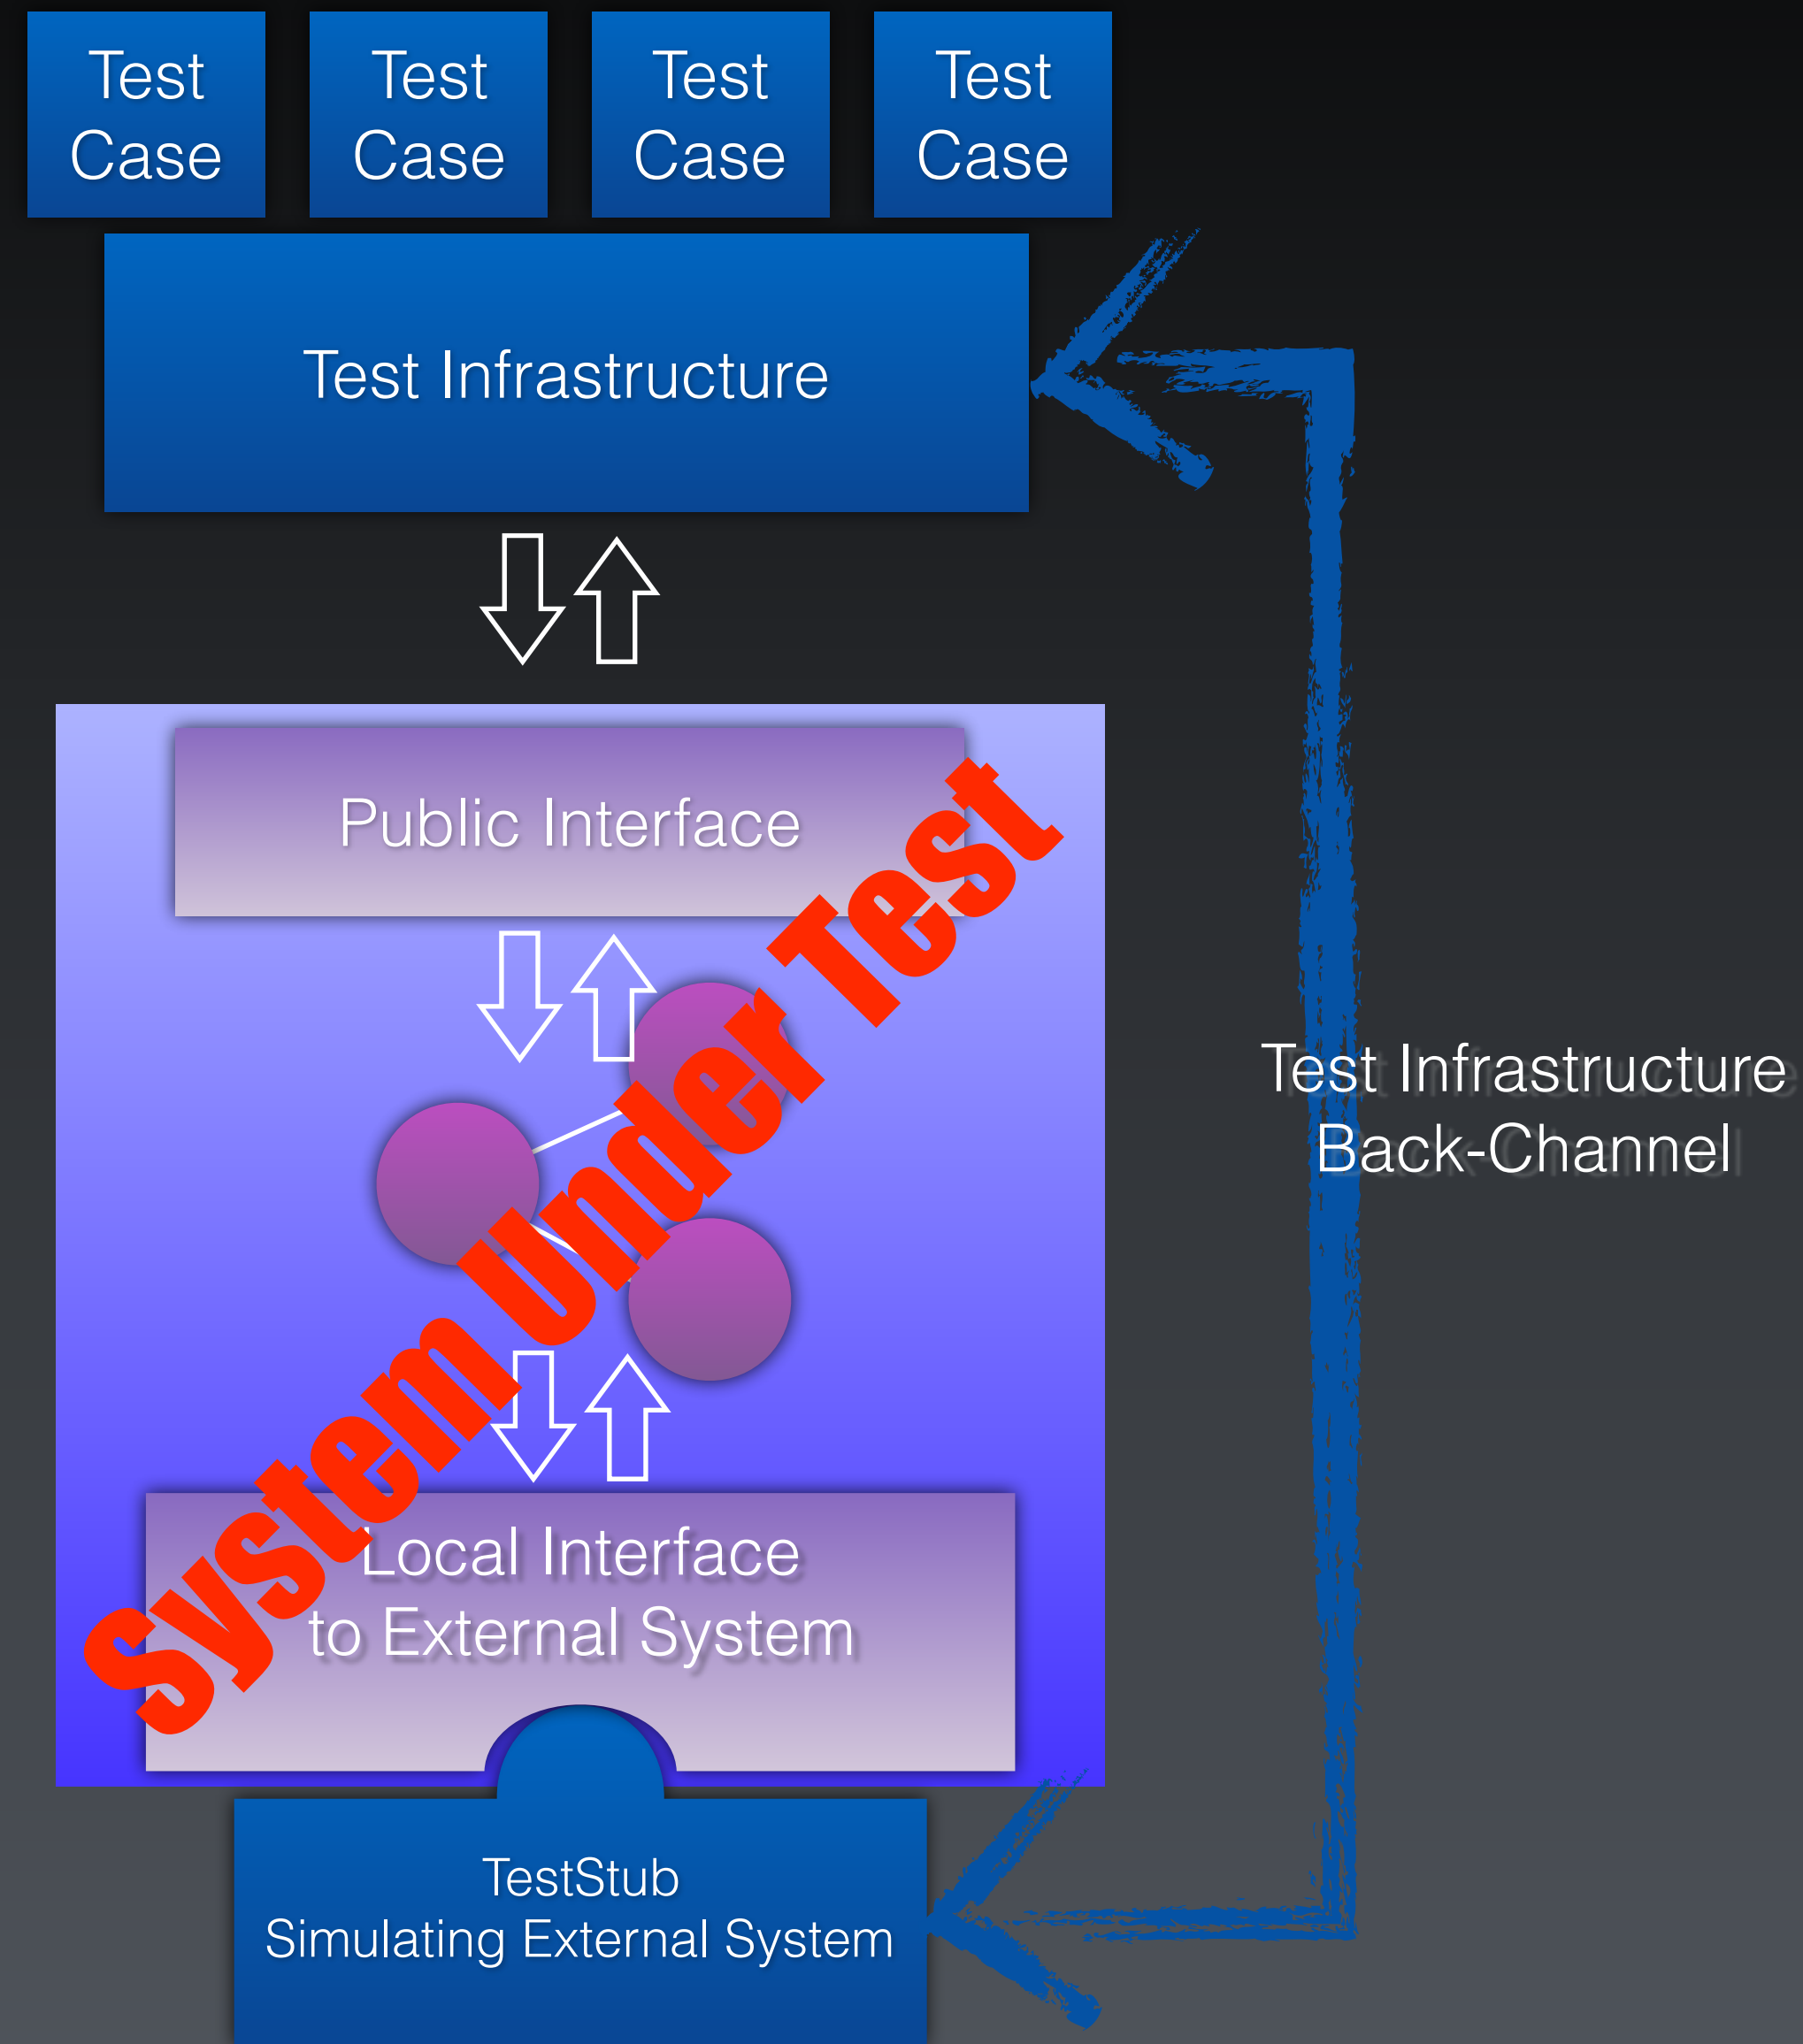 Test
Case
Test
Case
Test
Case
Test
Case
Test Infrastructure
Public Interface
System Under Test
Test Infrastructure
Back-Channel
Local Interface
to External System
TestStub
Simulating External System